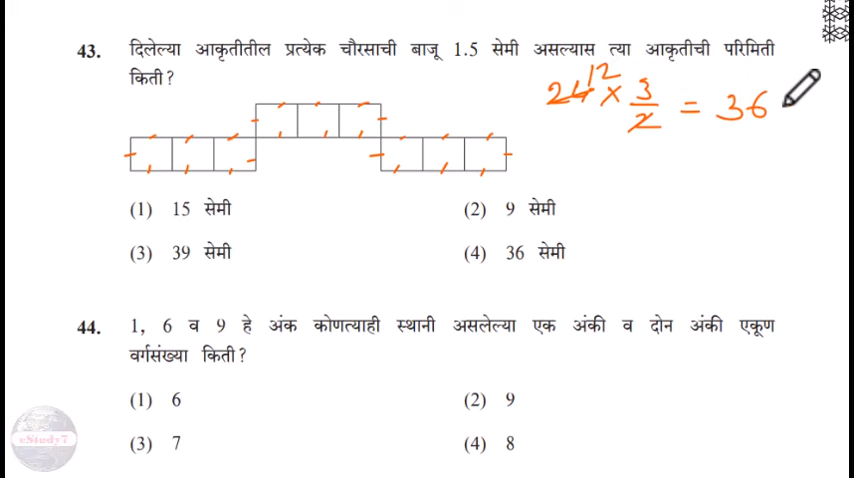 43. दिलेल्या आकृतीतील प्रत्येक चौरसाची बाजू 1.5 सेमी असल्यास त्या आकृतीची परिमिती
किती?
24 12 × 3/2 = 36
(1) 15 सेमी (2) 9 सेमी
(3) 39 सेमी (4) 36 सेमी
44. 1, 6 व 9 हे अंक कोणत्याही स्थानी असलेल्या एक अंकी व दोन अंकी एकूण
वर्गसंख्या किती?
(1) 6 (2) 9
(3) 7 (4) 8
eStudy7